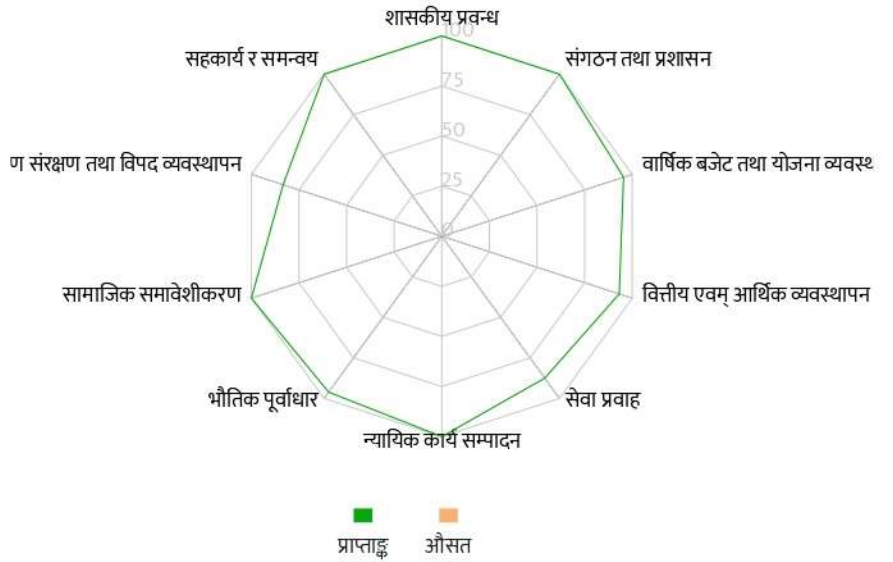 शासकीय प्रवन्ध
100
सहकार्य र समन्वय
संगठन तथा प्रशासन
75
50
ण संरक्षण तथा विपद व्यवस्थापन
वार्षिक बजेट तथा योजना व्यवस्थ
25
0
सामाजिक समावेशीकरण
वित्तीय एवम् आर्थिक व्यवस्थापन
भौतिक पूर्वाधार
सेवा प्रवाह
न्यायिक कार्य सम्पादन
प्राप्ताङ्क
औसत